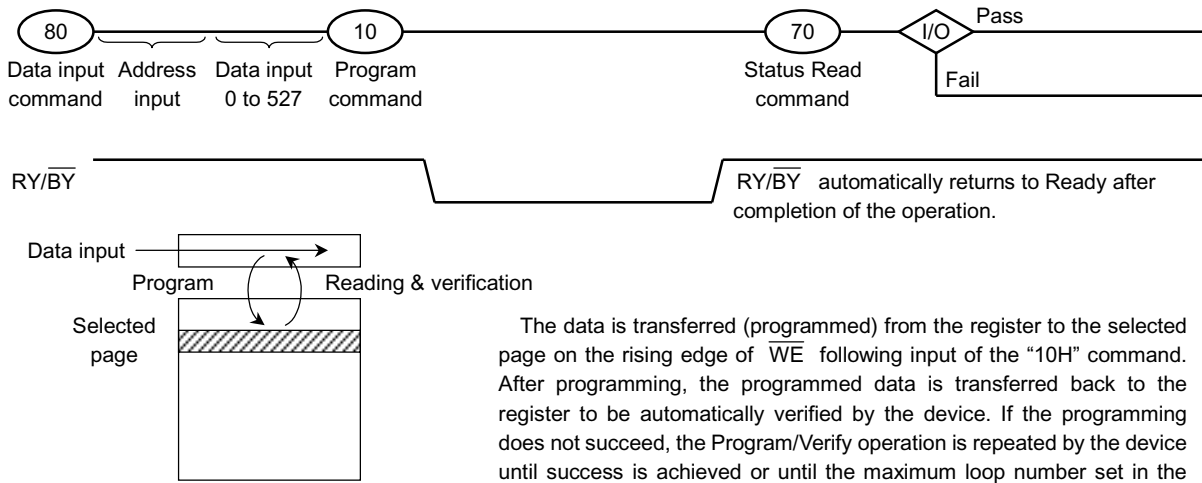 80 10 70 I/O Pass
Data input Address Data input Program Status Read Fail
command input 0 to 527 command command
RY/BY RY/BY automatically returns to Ready after
completion of the operation.
Data input
Program Reading & verification
Selected
page
The data is transferred (programmed) from the register to the selected
page on the rising edge of WE following input of the “10H” command.
After programming, the programmed data is transferred back to the
register to be automatically verified by the device. If the programming
does not succeed, the Program/Verify operation is repeated by the device
until success is achieved or until the maximum loop number set in the